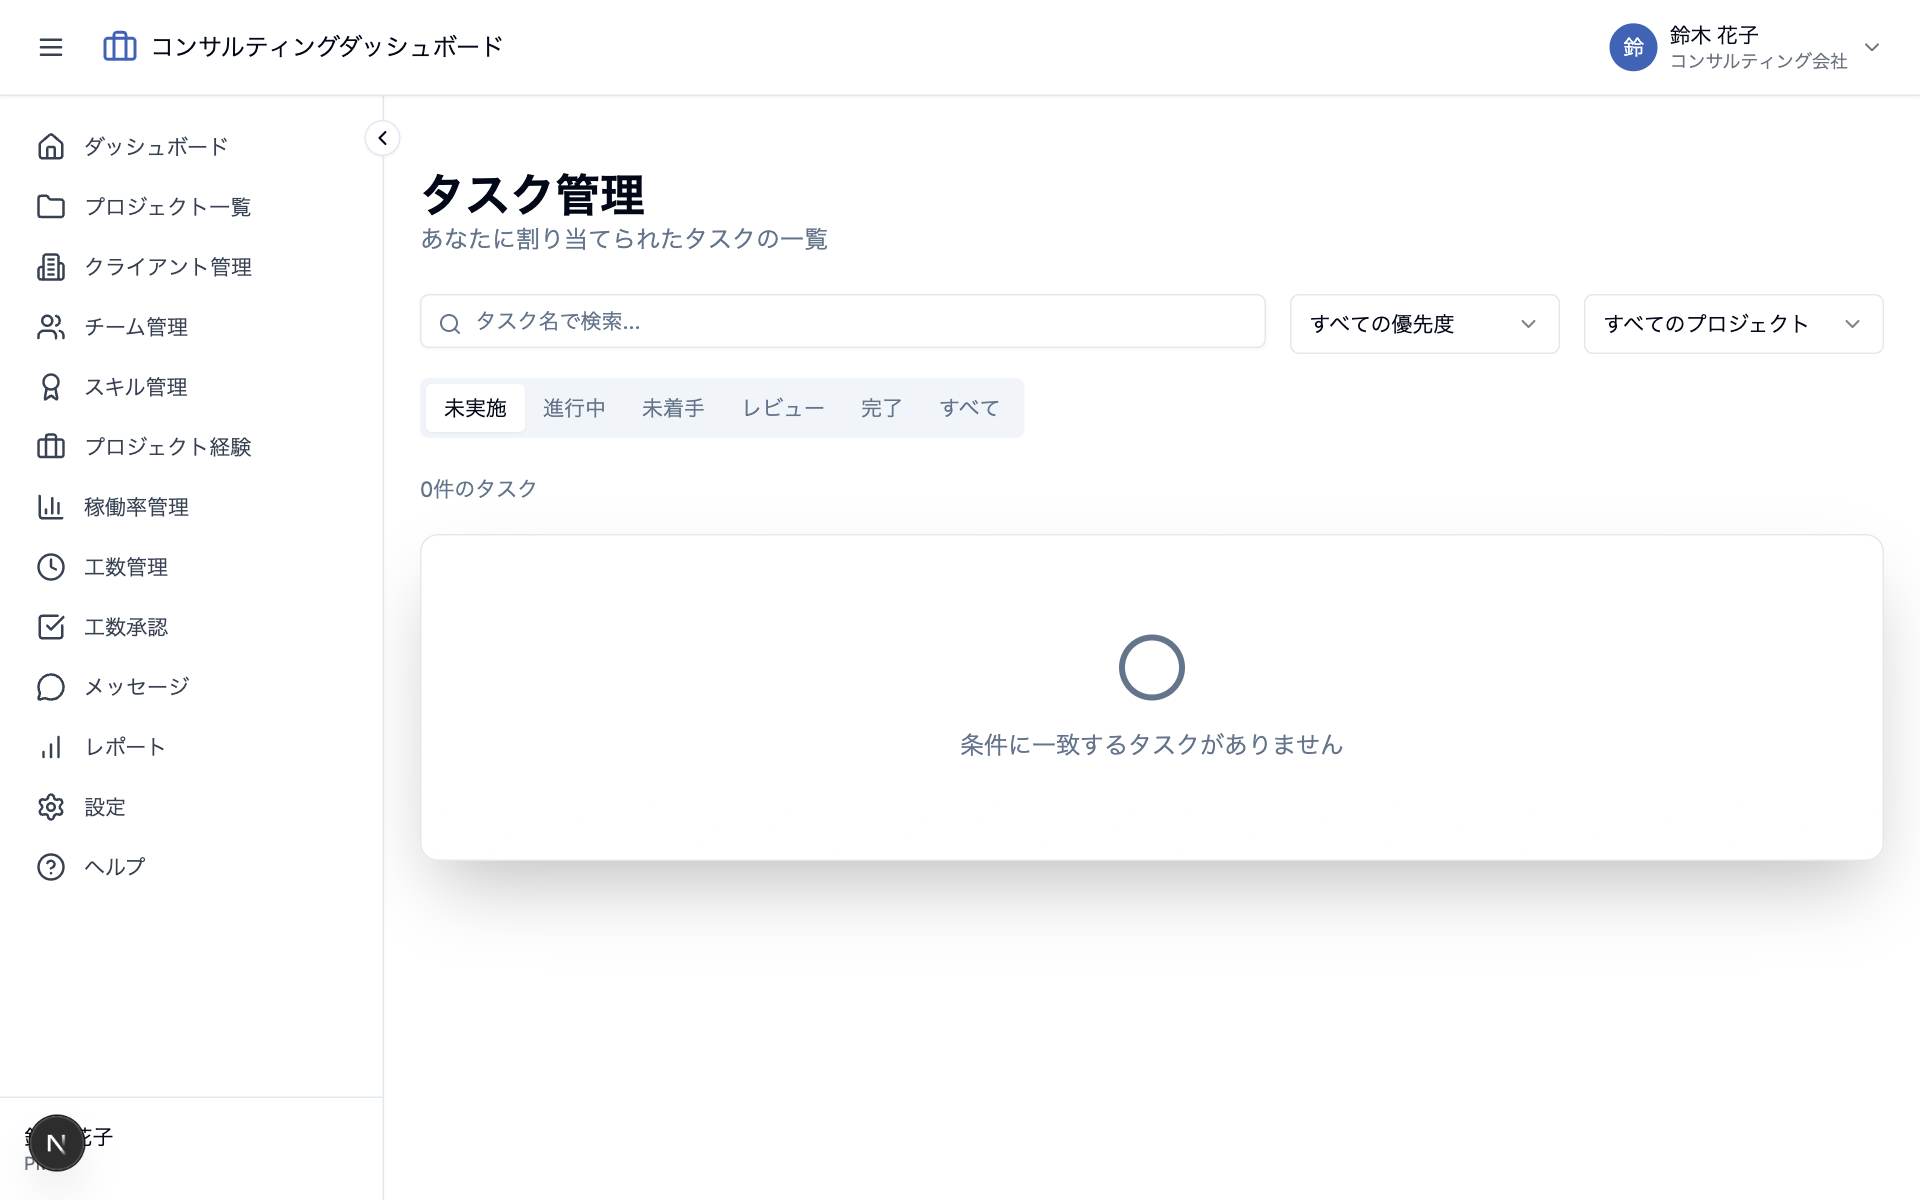 コンサルティングダッシュボード
鈴
鈴木 花子
コンサルティング会社
ダッシュボード
プロジェクト一覧
クライアント管理
チーム管理
スキル管理
プロジェクト経験
稼働率管理
工数管理
工数承認
メッセージ
レポート
設定
ヘルプ
タスク管理
あなたに割り当てられたタスクの一覧
タスク名で検索...
すべての優先度
すべてのプロジェクト
未実施
進行中
未着手
レビュー
完了
すべて
0件のタスク
条件に一致するタスクがありません
花子
N